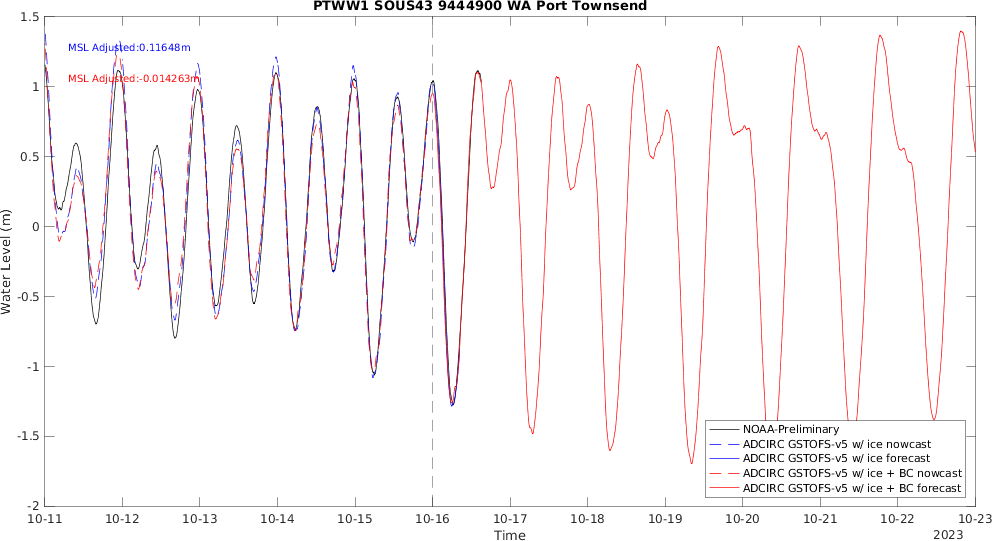 PTWW1 SOUS43 9444900 WA Port Townsend
MSL Adjusted:0.11648m
MSL Adjusted:-0.014263m
Water Level (m)
1.5
1
0.5
0
-0.5
-1
-1.5
-2
NOAA-Preliminary
ADCIRC GSTOFS-v5 w/ ice nowcast
ADCIRC GSTOFS-v5 w/ ice forecast
ADCIRC GSTOFS-v5 w/ ice + BC nowcast
ADCIRC GSTOFS-v5 w/ ice + BC forecast
10-11 10-12 10-13 10-14 10-15 10-16 10-17 10-18 10-19 10-20 10-21 10-22 10-23
Time
2023